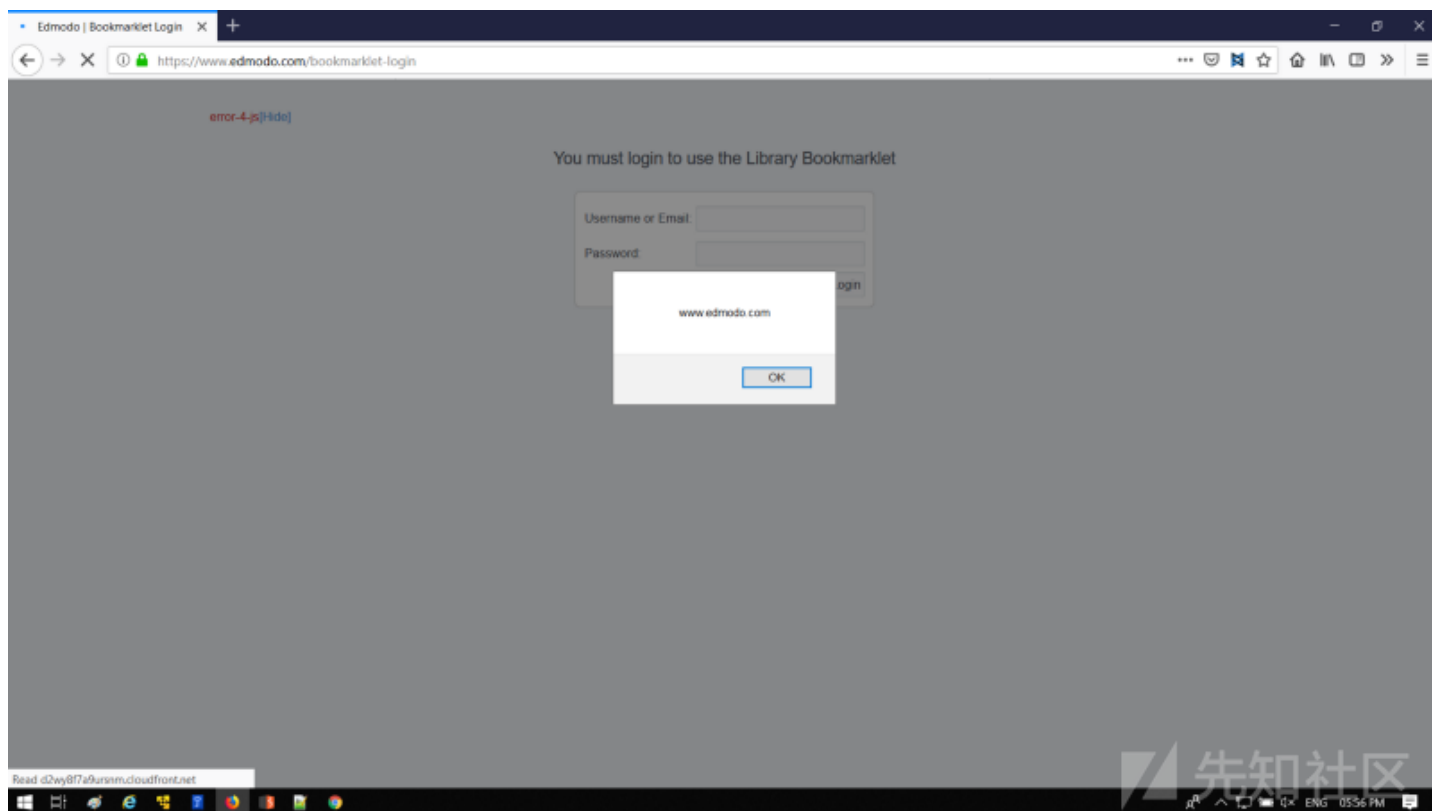 Edmodo | Bookmarklet Login
https://www.edmodo.com/bookmarklet-login
error-4-js[Hide]
You must login to use the Library Bookmarklet
Username or Email:
Password:
ogin
www.edmodo.com
OK
先知社区
Read d2wy8f7a9ursnm.cloudfront.net
ENG 05:56 PM